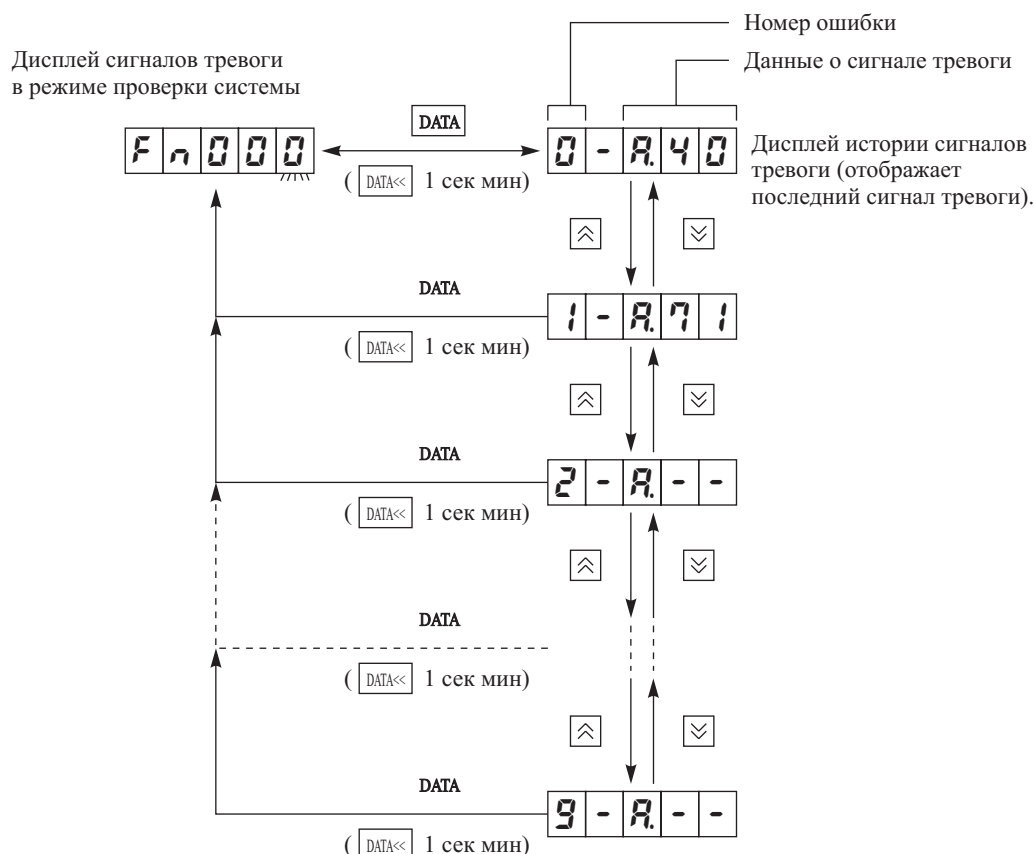 Номер ошибки
Дисплей сигналов тревоги
в режиме проверки системы
Данные о сигнале тревоги
DATA
Fn000
0-A.40
( DATA<< 1 сек мин)
Дисплей истории сигналов
тревоги (отображает
последний сигнал тревоги).
DATA
1-A.71
( DATA<< 1 сек мин)
DATA
2-A.--
( DATA<< 1 сек мин)
DATA
( DATA<< 1 сек мин)
DATA
9-A.--
( DATA<< 1 сек мин)